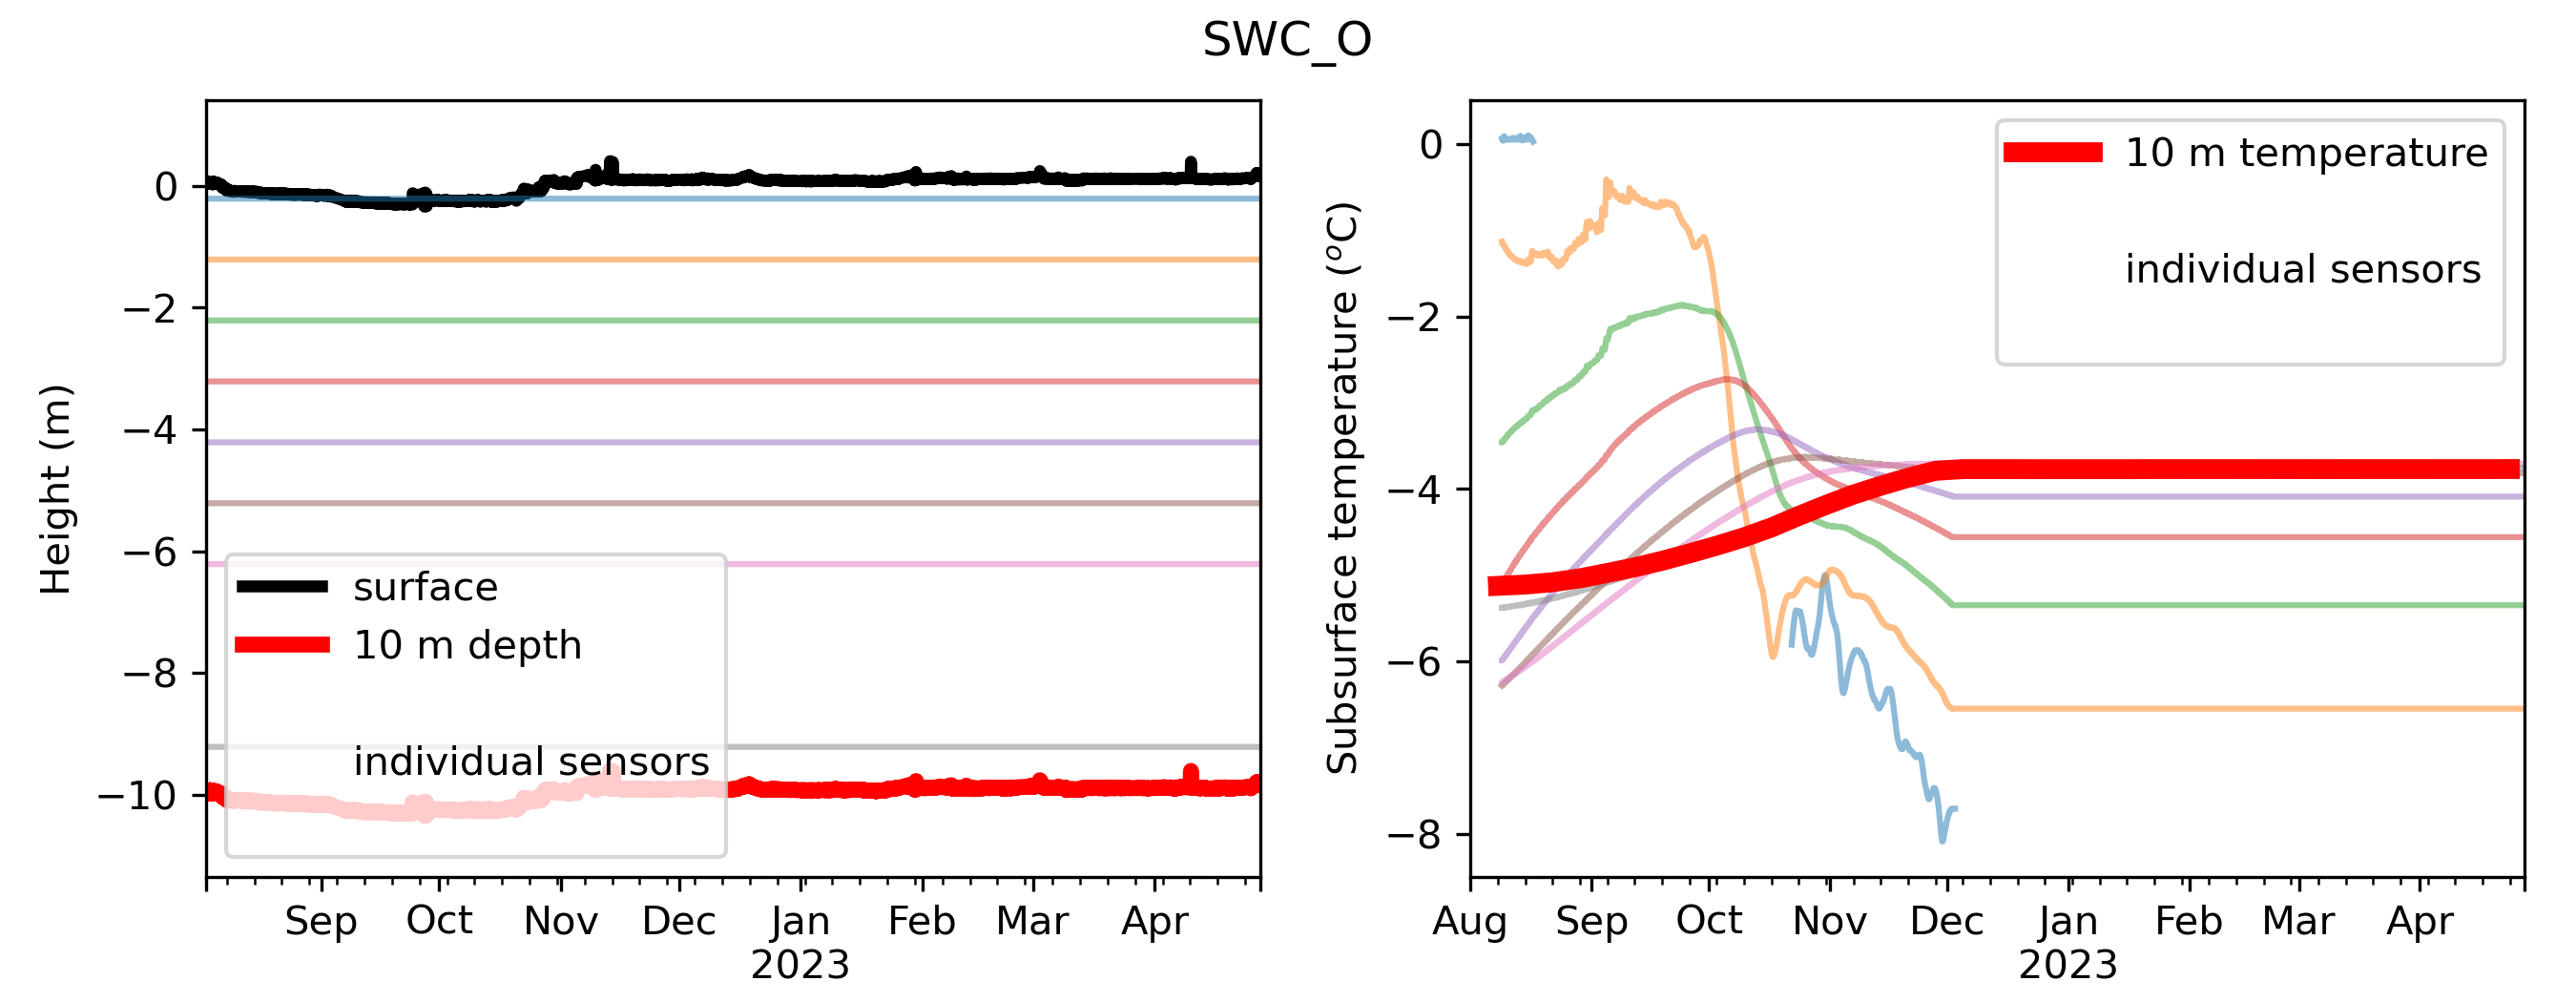 SWC_O
Height (m)
0
−2
−4
−6
−8
−10
surface
10 m depth
individual sensors
Sep Oct Nov Dec Jan Feb Mar Apr
2023
Subsurface temperature (°C)
0
−2
−4
−6
−8
10 m temperature
individual sensors
Aug Sep Oct Nov Dec Jan Feb Mar Apr
2023